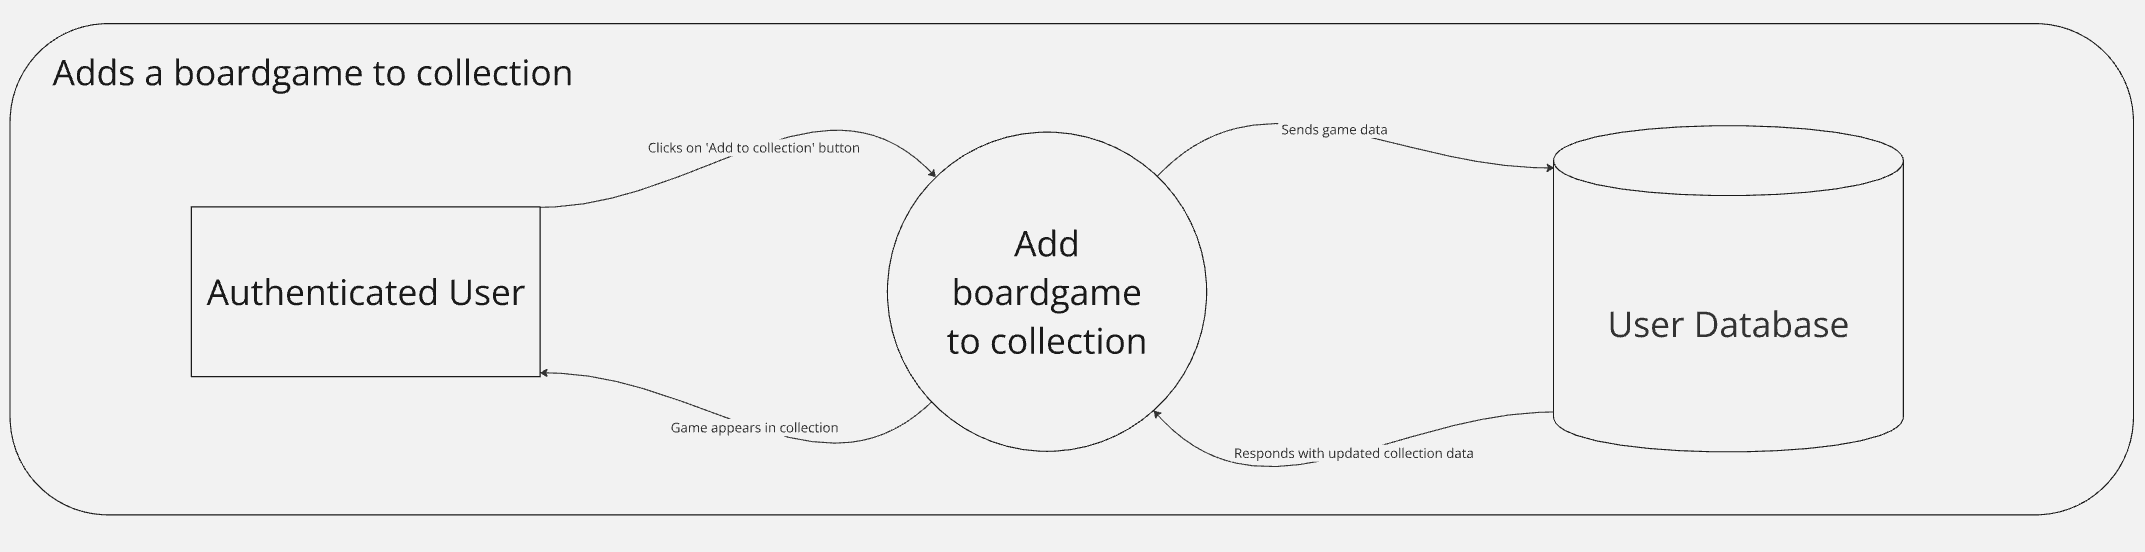 Adds a boardgame to collection
Clicks on 'Add to collection' button
Sends game data
Authenticated User
Add
boardgame
to collection
User Database
Game appears in collection
Responds with updated collection data